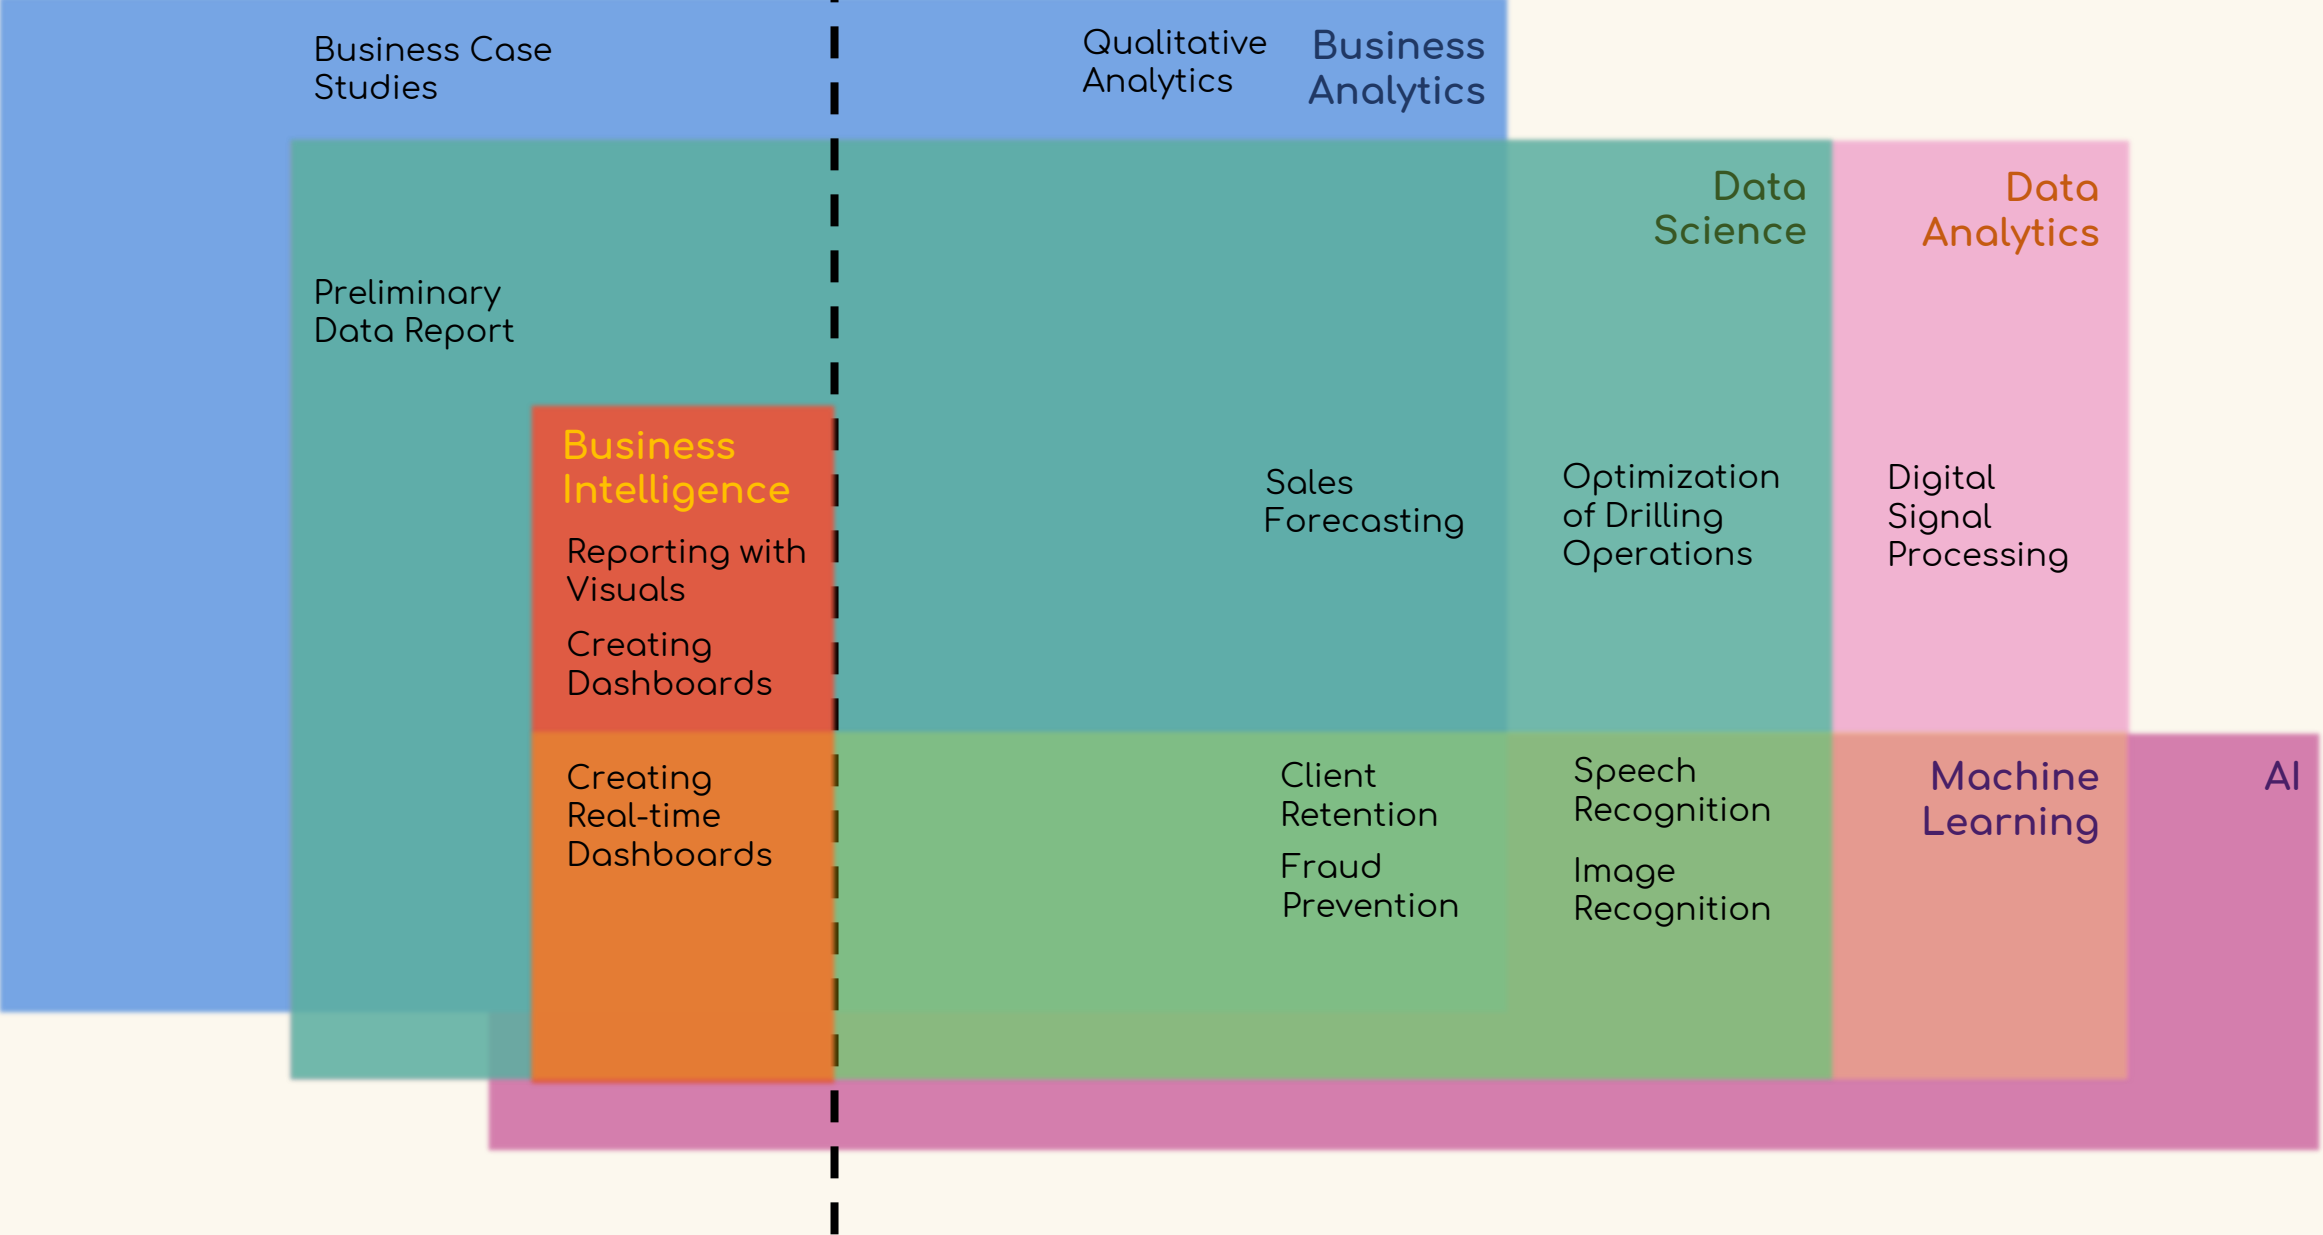 Business Case
Studies
Qualitative
Analytics
Business
Analytics
Data
Science
Data
Analytics
Preliminary
Data Report
Business
Intelligence
Reporting with
Visuals
Creating
Dashboards
Sales
Forecasting
Optimization
of Drilling
Operations
Digital
Signal
Processing
Creating
Real-time
Dashboards
Client
Retention
Fraud
Prevention
Speech
Recognition
Image
Recognition
Machine
Learning
AI